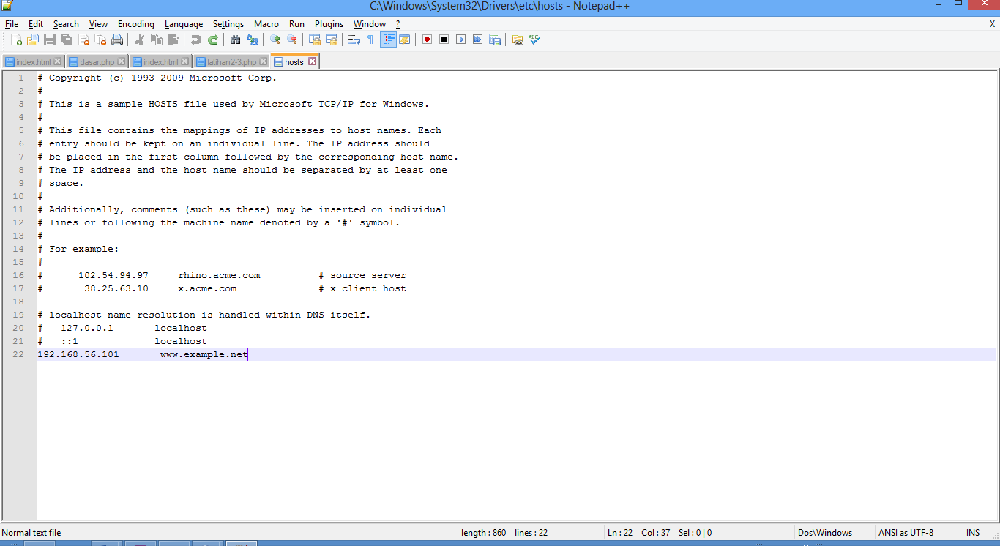 C:\Windows\System32\Drivers\etc\hosts - Notepad++
File Edit Search View Encoding Language Settings Macro Run Plugins Window ? X
index.html dasar.php index.html latihan2-3.php hosts
1 # Copyright (c) 1993-2009 Microsoft Corp.
2 #
3 # This is a sample HOSTS file used by Microsoft TCP/IP for Windows.
4 #
5 # This file contains the mappings of IP addresses to host names. Each
6 # entry should be kept on an individual line. The IP address should
7 # be placed in the first column followed by the corresponding host name.
8 # The IP address and the host name should be separated by at least one
9 # space.
10 #
11 # Additionally, comments (such as these) may be inserted on individual
12 # lines or following the machine name denoted by a '#' symbol.
13 #
14 # For example:
15 #
16 #      102.54.94.97     rhino.acme.com          # source server
17 #       38.25.63.10     x.acme.com              # x client host
18
19 # localhost name resolution is handled within DNS itself.
20 #   127.0.0.1       localhost
21 #   ::1             localhost
22 192.168.56.101       www.example.net
Normal text file length : 860 lines : 22 Ln : 22 Col : 37 Sel : 0 | 0 Dos\Windows ANSI as UTF-8 INS